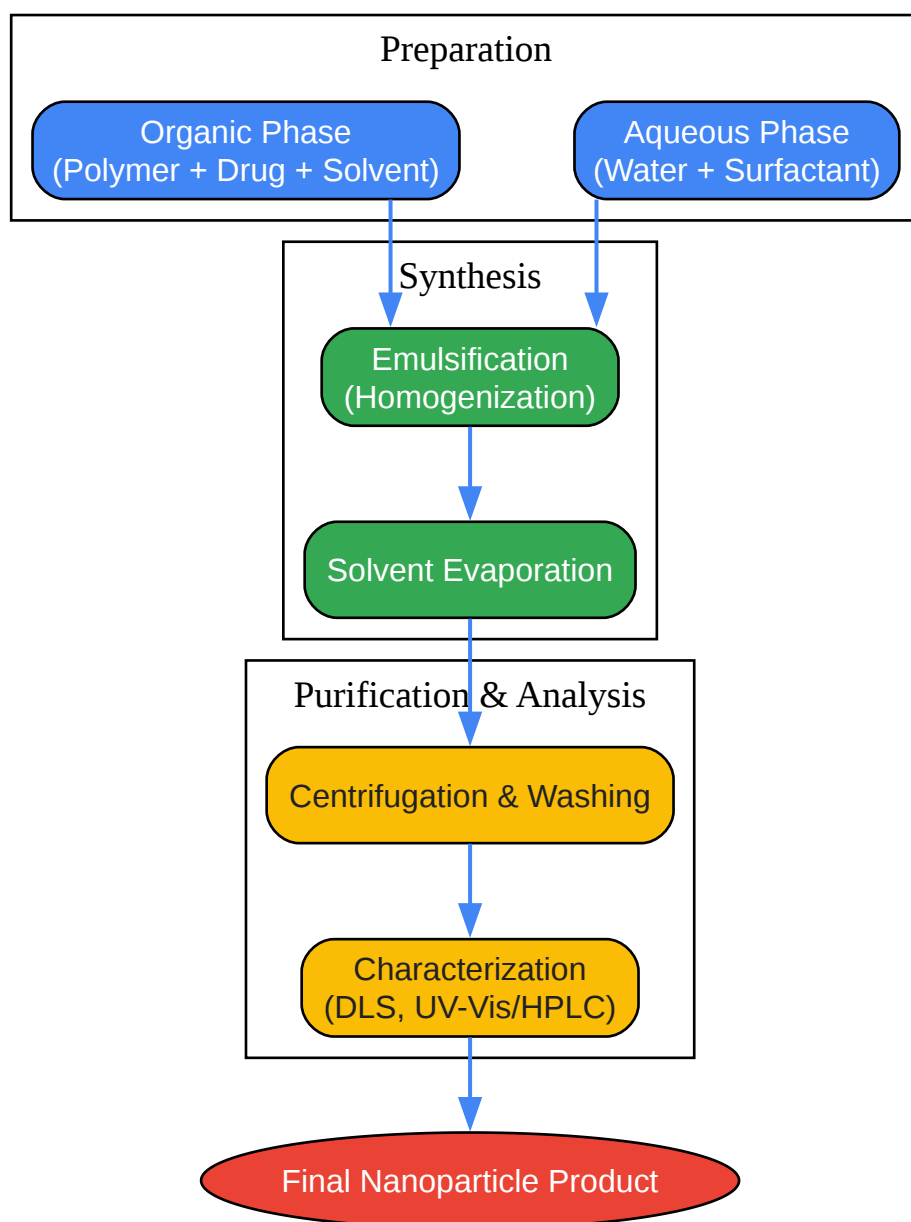 Preparation
Organic Phase
(Polymer + Drug + Solvent)
Aqueous Phase
(Water + Surfactant)
Synthesis
Emulsification
(Homogenization)
Solvent Evaporation
Purification & Analysis
Centrifugation & Washing
Characterization
(DLS, UV-Vis/HPLC)
Final Nanoparticle Product